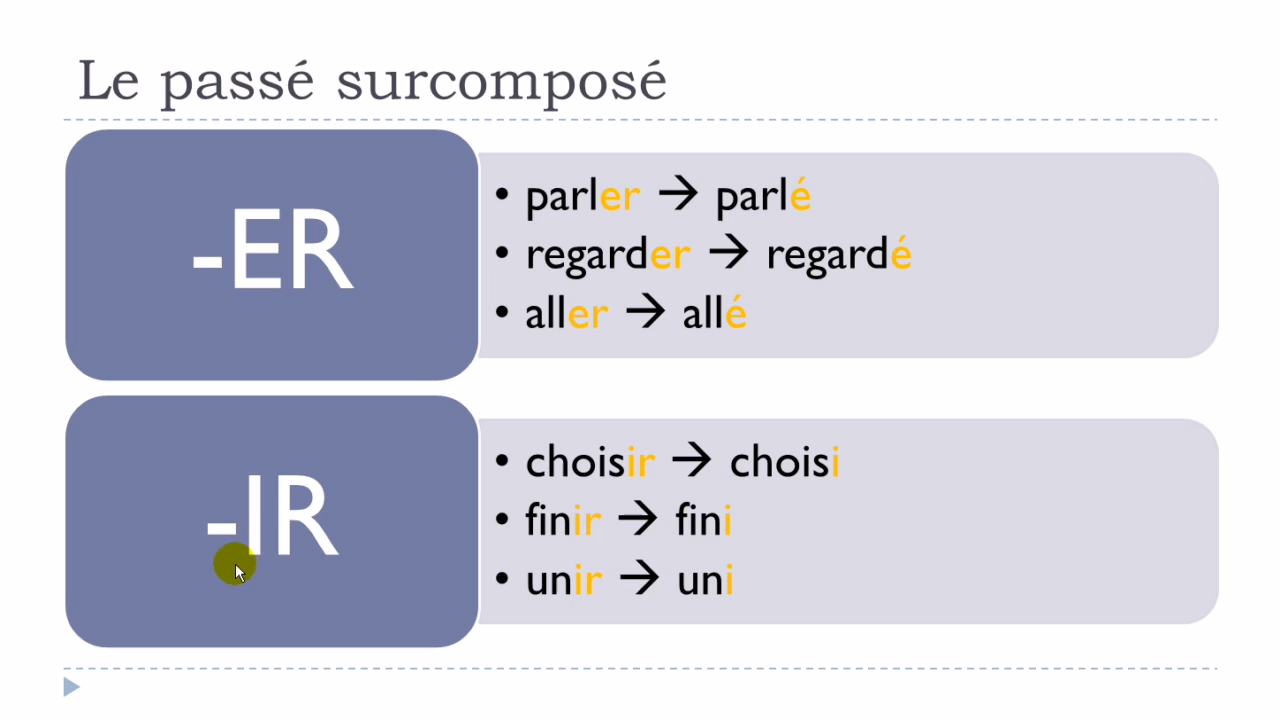 Le passé surcomposé
-ER
• parler → parlé
• regarder → regardé
• aller → allé
-IR
• choisir → choisi
• finir → fini
• unir → uni